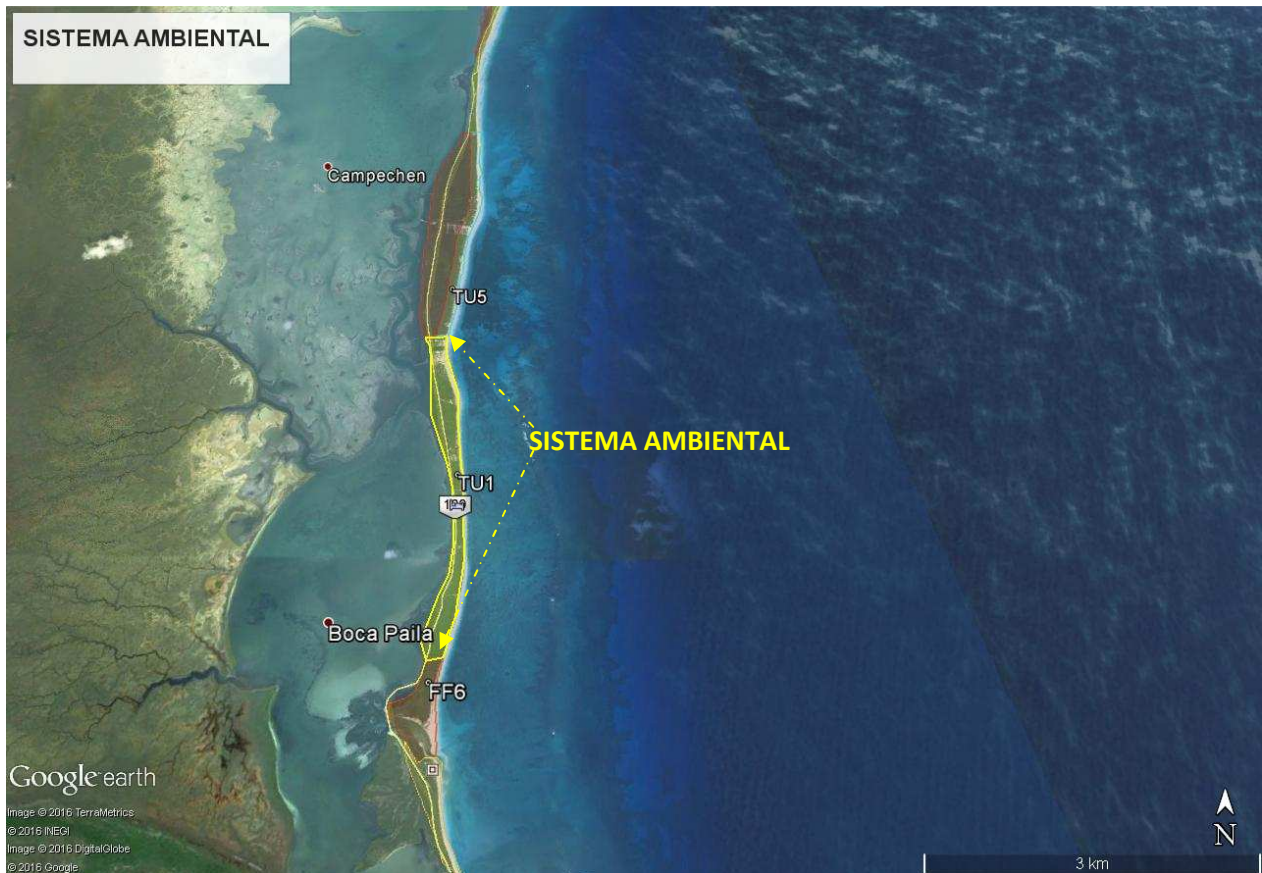 SISTEMA AMBIENTAL
Campechen
TU5
SISTEMA AMBIENTAL
TU1
Boca Paila
FF6
Google earth
Image © 2016 TerraMetrics
© 2016 INEGI
Image © 2016 DigitalGlobe
© 2016 Google
N
3 km